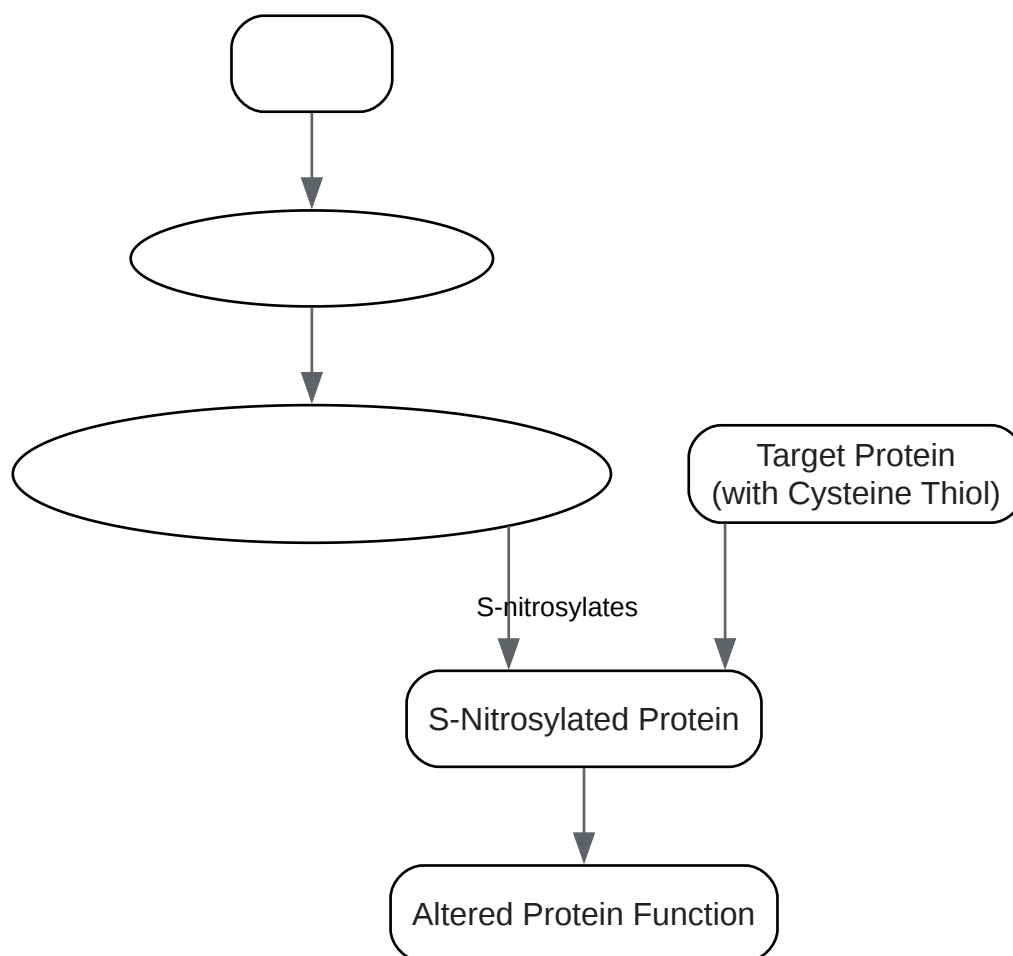 Target Protein
(with Cysteine Thiol)
S-nitrosylates
S-Nitrosylated Protein
Altered Protein Function